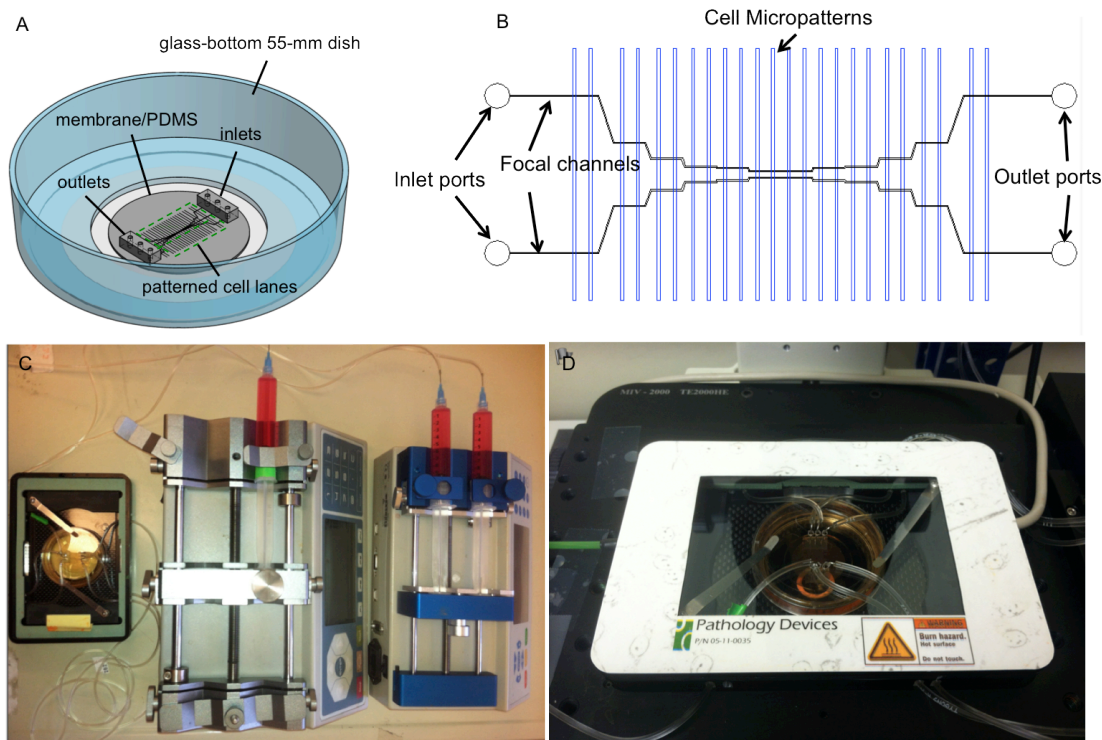 A
glass-bottom 55-mm dish
membrane/PDMS
inlets
outlets
patterned cell lanes
B
Cell Micropatterns
Focal channels
Inlet ports
Outlet ports
C
D
MIV - 2000 TE2000HE
Pathology Devices
P/N 05-11-0035
WARNING
Burn hazard.
Hot surface
Do not touch.